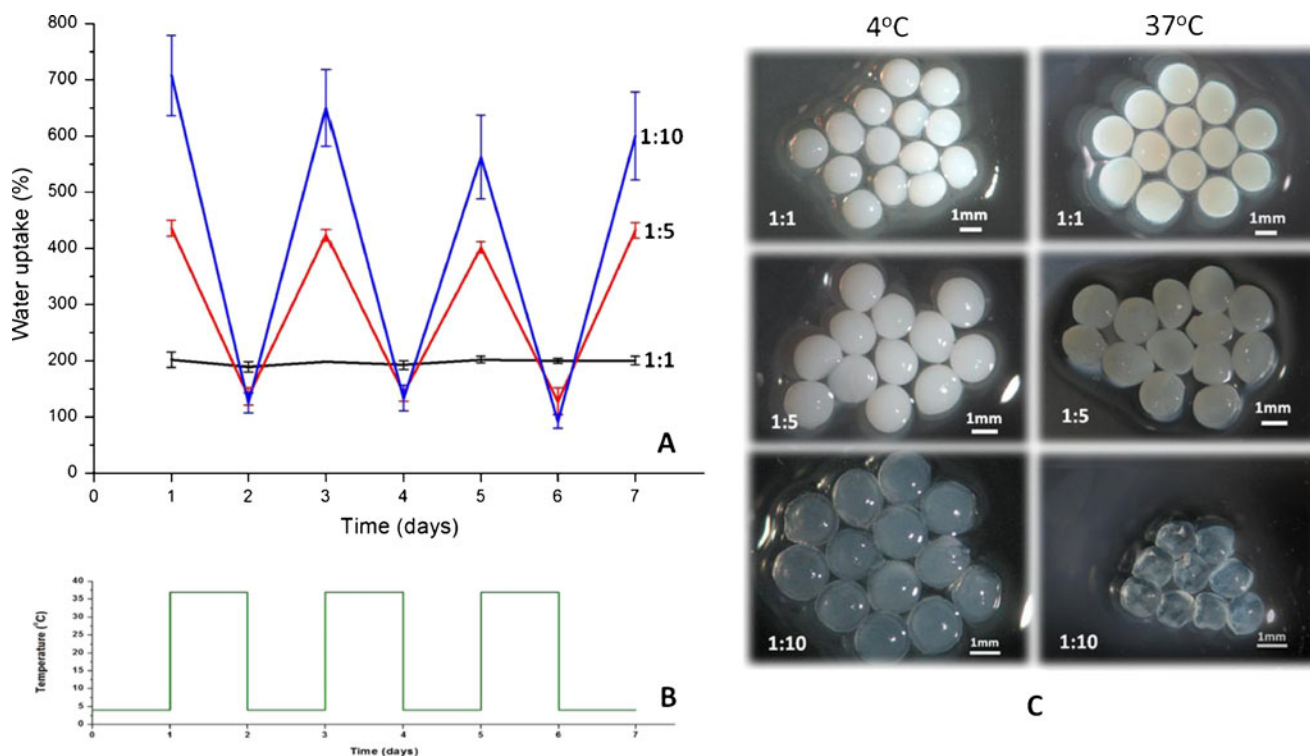 800
700
600
500
400
300
200
100
0
Water uptake (%)
1:10
1:5
1:1
A
0 1 2 3 4 5 6 7
Time (days)
40
35
30
25
20
15
10
5
0
Temperature (°C)
B
0 1 2 3 4 5 6 7
Time (days)
4°C 37°C
1:1 1mm
1:1 1mm
1:5 1mm
1:5 1mm
1:10 1mm
1:10 1mm
C